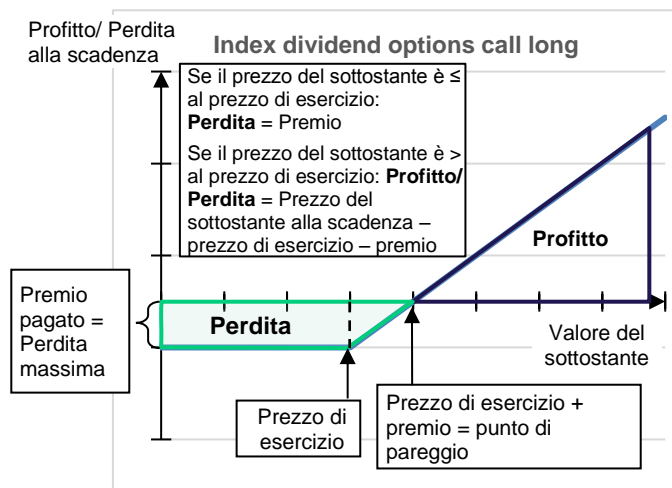 Profitto/ Perdita
alla scadenza
Index dividend options call long
Se il prezzo del sottostante è ≤
al prezzo di esercizio:
Perdita = Premio
Se il prezzo del sottostante è >
al prezzo di esercizio: Profitto/
Perdita = Prezzo del
sottostante alla scadenza –
prezzo di esercizio – premio
Profitto
Premio
pagato =
Perdita
massima
Perdita
Valore del
sottostante
Prezzo di
esercizio
Prezzo di esercizio +
premio = punto di
pareggio